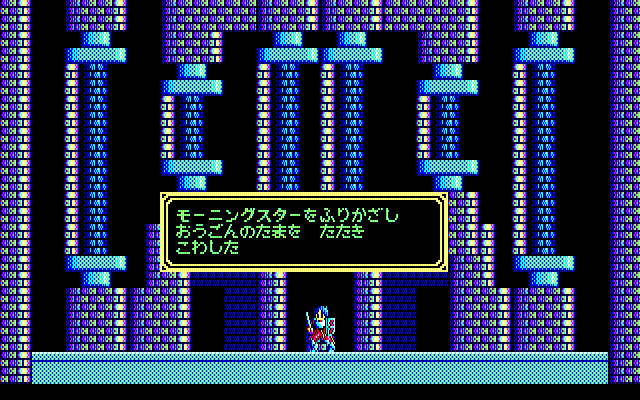 モーニングスターをふりかざし
おうごんのたまを　たたき
こわした